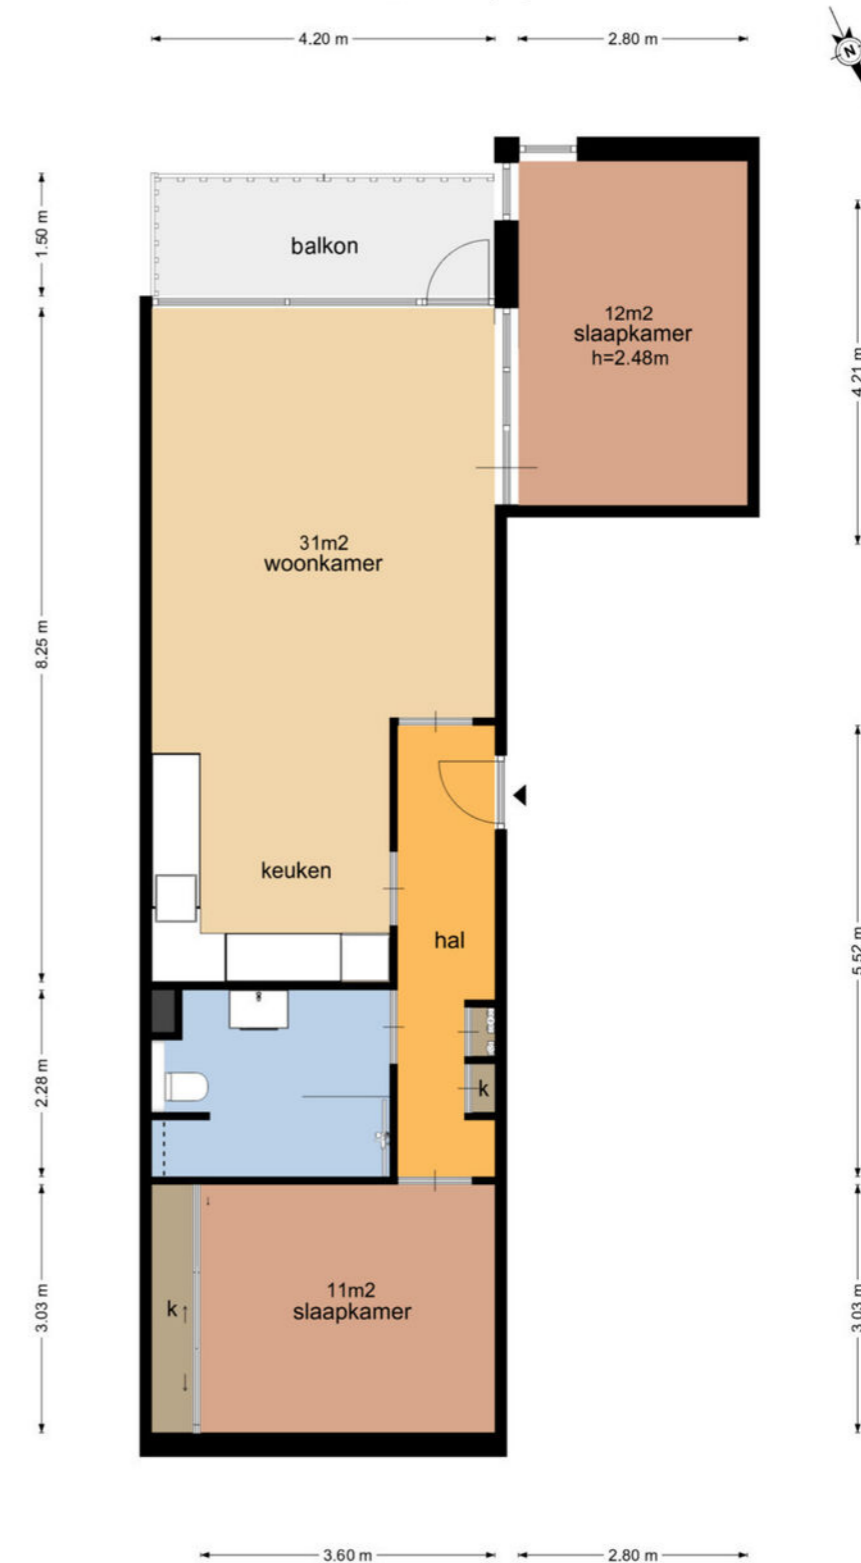 4.20 m
2.80 m
N
1.50 m
balkon
12m2
slaapkamer
h=2.48m
4.21 m
31m2
woonkamer
8.25 m
keuken
hal
5.52 m
2.28 m
k
3.03 m
k
11m2
slaapkamer
3.03 m
3.60 m
2.80 m